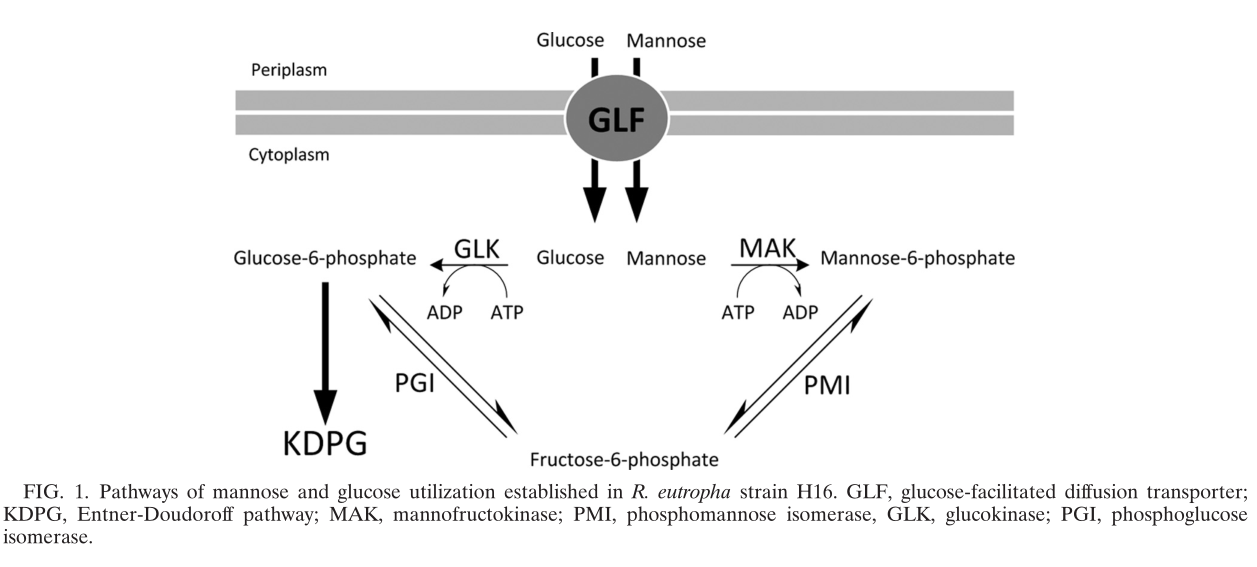 Glucose Mannose
Periplasm
GLF
Cytoplasm
Glucose-6-phosphate GLK Glucose Mannose MAK Mannose-6-phosphate
ADP ATP ATP ADP
PGI PMI
KDPG
Fructose-6-phosphate
FIG. 1. Pathways of mannose and glucose utilization established in R. eutropha strain H16. GLF, glucose-facilitated diffusion transporter;
KDPG, Entner-Doudoroff pathway; MAK, mannofructokinase; PMI, phosphomannose isomerase, GLK, glucokinase; PGI, phosphoglucose
isomerase.